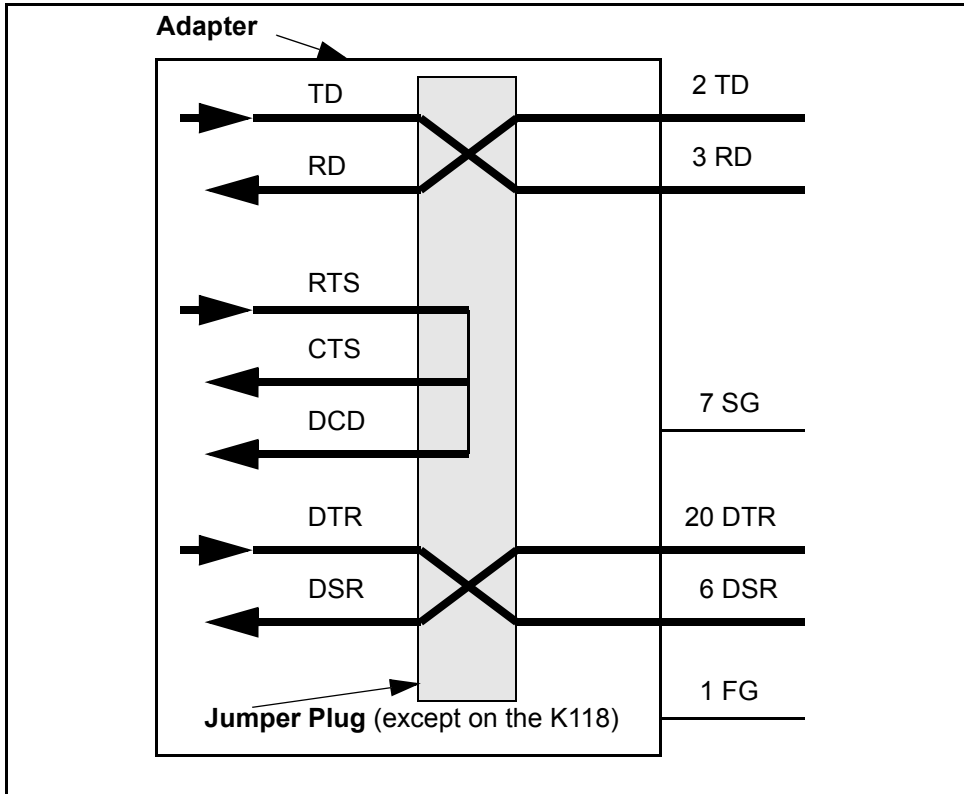 Adapter
TD
2 TD
RD
3 RD
RTS
CTS
DCD
7 SG
DTR
20 DTR
DSR
6 DSR
1 FG
Jumper Plug (except on the K118)